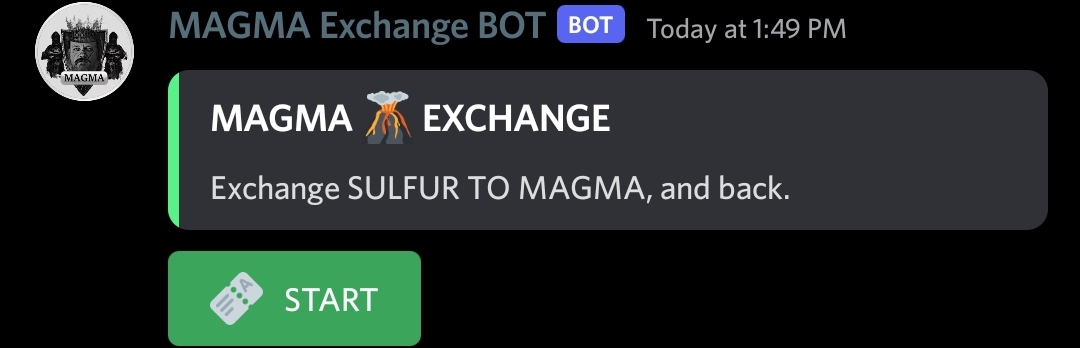 MAGMA Exchange BOT BOT Today at 1:49 PM
MAGMA
MAGMA 🌋 EXCHANGE
Exchange SULFUR TO MAGMA, and back.
START